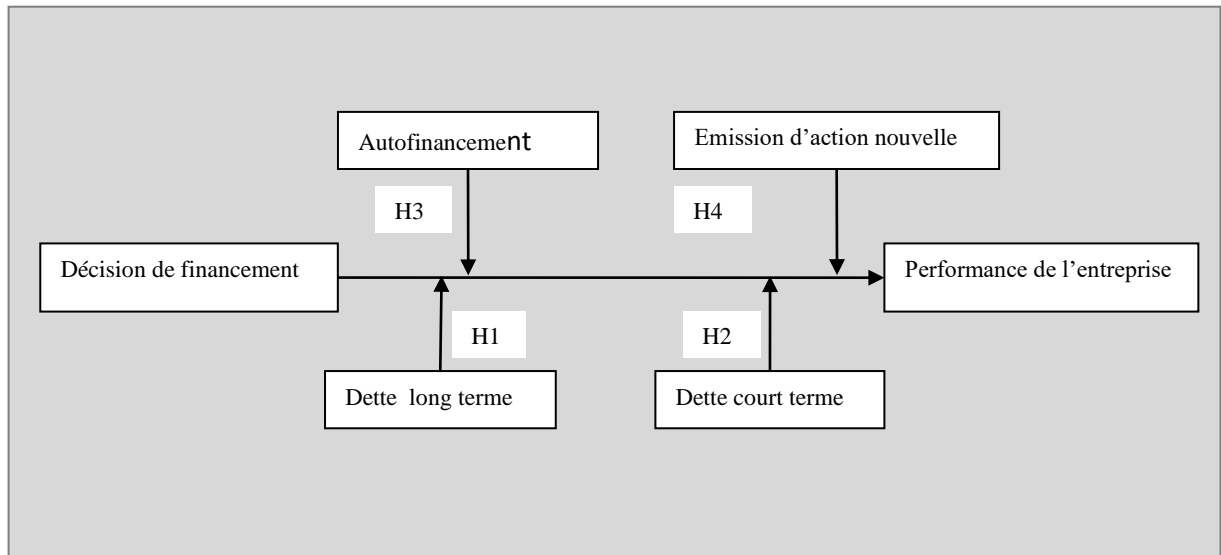 Autofinancement
Emission d’action nouvelle
H3
H4
Décision de financement
Performance de l’entreprise
H1
H2
Dette long terme
Dette court terme